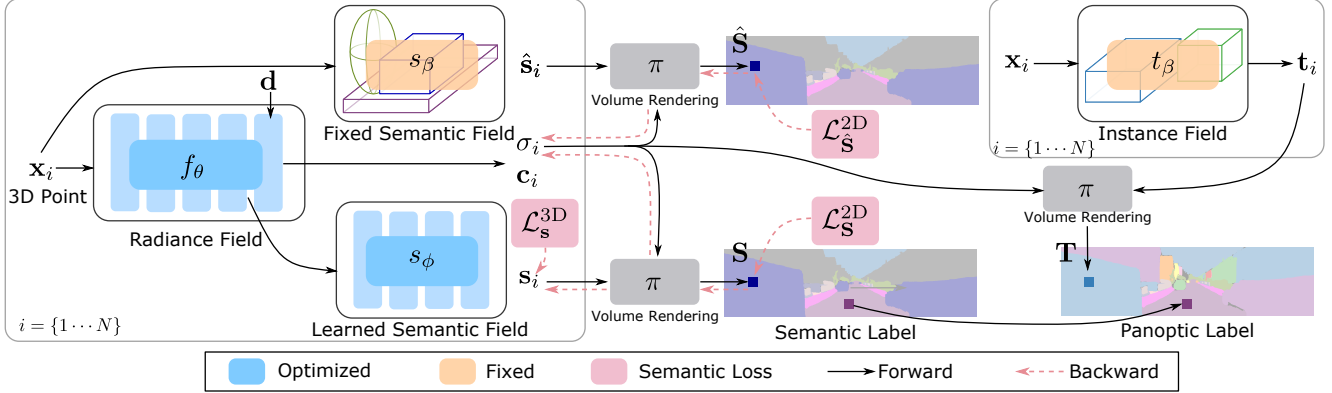 d
x_i
3D Point
f_θ
Radiance Field
s_β
Fixed Semantic Field
s_ϕ
Learned Semantic Field
i = {1 ⋯ N}
ŝ_i
σ_i
c_i
L_s^3D
s_i
π
Volume Rendering
Ŝ
L_ŝ^2D
π
Volume Rendering
S
L_S^2D
Semantic Label
x_i
t_β
t_i
Instance Field
i = {1 ⋯ N}
π
Volume Rendering
T
Panoptic Label
Optimized
Fixed
Semantic Loss
Forward
Backward